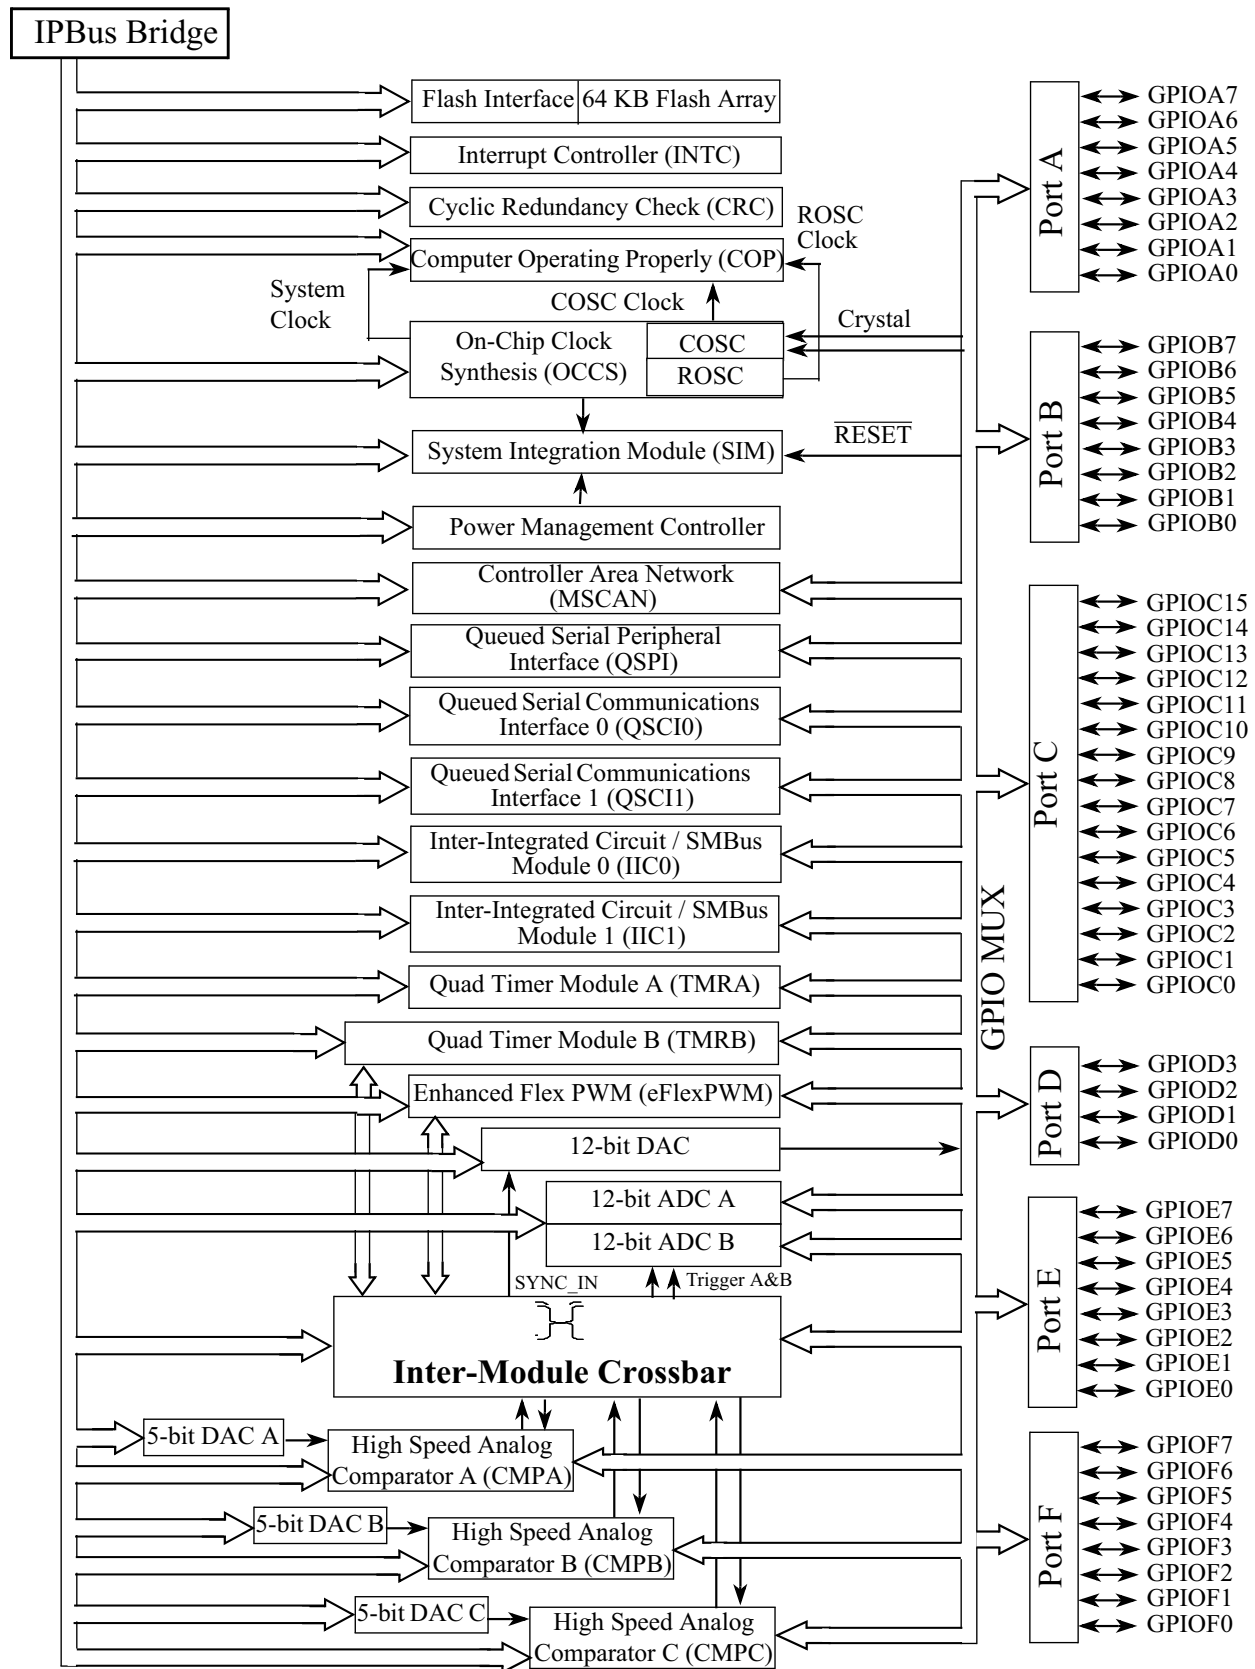 IPBus Bridge
Flash Interface
64 KB Flash Array
Interrupt Controller (INTC)
Cyclic Redundancy Check (CRC)
ROSC
Clock
Computer Operating Properly (COP)
System
Clock
COSC Clock
On-Chip Clock
Synthesis (OCCS)
COSC
ROSC
Crystal
System Integration Module (SIM)
RESET
Power Management Controller
Controller Area Network
(MSCAN)
Queued Serial Peripheral
Interface (QSPI)
Queued Serial Communications
Interface 0 (QSCI0)
Queued Serial Communications
Interface 1 (QSCI1)
Inter-Integrated Circuit / SMBus
Module 0 (IIC0)
Inter-Integrated Circuit / SMBus
Module 1 (IIC1)
Quad Timer Module A (TMRA)
Quad Timer Module B (TMRB)
Enhanced Flex PWM (eFlexPWM)
12-bit DAC
12-bit ADC A
12-bit ADC B
SYNC_IN
Trigger A&B
Inter-Module Crossbar
5-bit DAC A
High Speed Analog
Comparator A (CMPA)
5-bit DAC B
High Speed Analog
Comparator B (CMPB)
5-bit DAC C
High Speed Analog
Comparator C (CMPC)
GPIO MUX
Port A
GPIOA7
GPIOA6
GPIOA5
GPIOA4
GPIOA3
GPIOA2
GPIOA1
GPIOA0
Port B
GPIOB7
GPIOB6
GPIOB5
GPIOB4
GPIOB3
GPIOB2
GPIOB1
GPIOB0
Port C
GPIOC15
GPIOC14
GPIOC13
GPIOC12
GPIOC11
GPIOC10
GPIOC9
GPIOC8
GPIOC7
GPIOC6
GPIOC5
GPIOC4
GPIOC3
GPIOC2
GPIOC1
GPIOC0
Port D
GPIOD3
GPIOD2
GPIOD1
GPIOD0
Port E
GPIOE7
GPIOE6
GPIOE5
GPIOE4
GPIOE3
GPIOE2
GPIOE1
GPIOE0
Port F
GPIOF7
GPIOF6
GPIOF5
GPIOF4
GPIOF3
GPIOF2
GPIOF1
GPIOF0